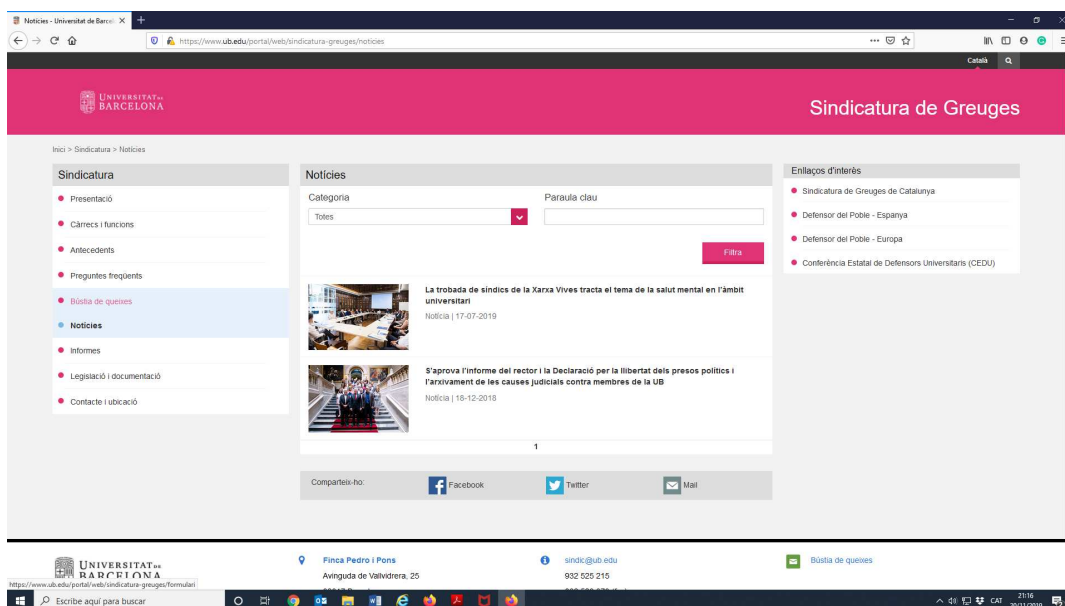 Notícies - Universitat de Barcel
https://www.ub.edu/portal/web/sindicatura-greuges/noticies
Català
UNIVERSITAT DE
BARCELONA
Sindicatura de Greuges
Inici > Sindicatura > Notícies
Sindicatura
Presentació
Càrrecs i funcions
Antecedents
Preguntes freqüents
Bústia de queixes
Notícies
Informes
Legislació i documentació
Contacte i ubicació
Notícies
Categoria
Paraula clau
Totes
Filtra
La trobada de síndics de la Xarxa Vives tracta el tema de la salut mental en l'àmbit
universitari
Notícia | 17-07-2019
S'aprova l'informe del rector i la Declaració per la llibertat dels presos polítics i
l'arxivament de les causes judicials contra membres de la UB
Notícia | 18-12-2018
1
Comparteix-ho:
Facebook
Twitter
Mail
Enllaços d'interès
Sindicatura de Greuges de Catalunya
Defensor del Poble - Espanya
Defensor del Poble - Europa
Conferència Estatal de Defensors Universitaris (CEDU)
UNIVERSITAT DE
BARCELONA
Finca Pedro i Pons
Avinguda de Vallvidrera, 25
sindic@ub.edu
932 525 215
Bústia de queixes
https://www.ub.edu/portal/web/sindicatura-greuges/formulari
Escribe aquí para buscar
CAT
21:16
20/11/2019